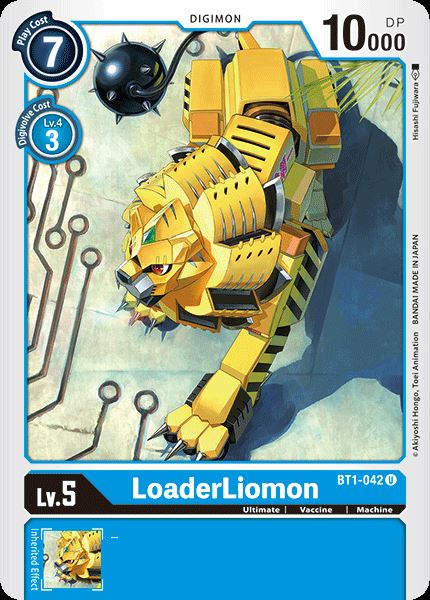 Play Cost
7
DIGIMON
10000
DP
Digivolve Cost
Lv.4
3
Hisashi Fujiwara
©Akiyoshi Hongo, Toei Animation BANDAI MADE IN JAPAN
BT1-042 U
Lv.5
LoaderLiomon
Ultimate | Vaccine | Machine
Inherited Effect
–